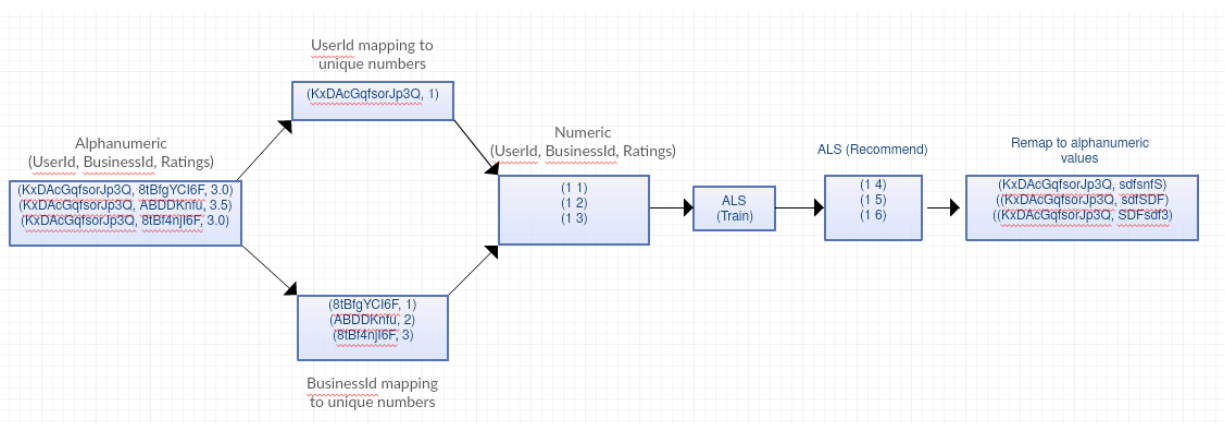 UserId mapping to
unique numbers
(KxDAcGqfsorJp3Q, 1)
Alphanumeric
(UserId, BusinessId, Ratings)
(KxDAcGqfsorJp3Q, 8tBfgYCI6F, 3.0)
(KxDAcGqfsorJp3Q, ABDDKnfu, 3.5)
(KxDAcGqfsorJp3Q, 8tBf4njI6F, 3.0)
(8tBfgYCI6F, 1)
(ABDDKnfu, 2)
(8tBf4njI6F, 3)
BusinessId mapping
to unique numbers
Numeric
(UserId, BusinessId, Ratings)
(1 1)
(1 2)
(1 3)
ALS
(Train)
ALS (Recommend)
(1 4)
(1 5)
(1 6)
Remap to alphanumeric
values
(KxDAcGqfsorJp3Q, sdfsnfS)
((KxDAcGqfsorJp3Q, sdfSDF)
((KxDAcGqfsorJp3Q, SDFsdf3)